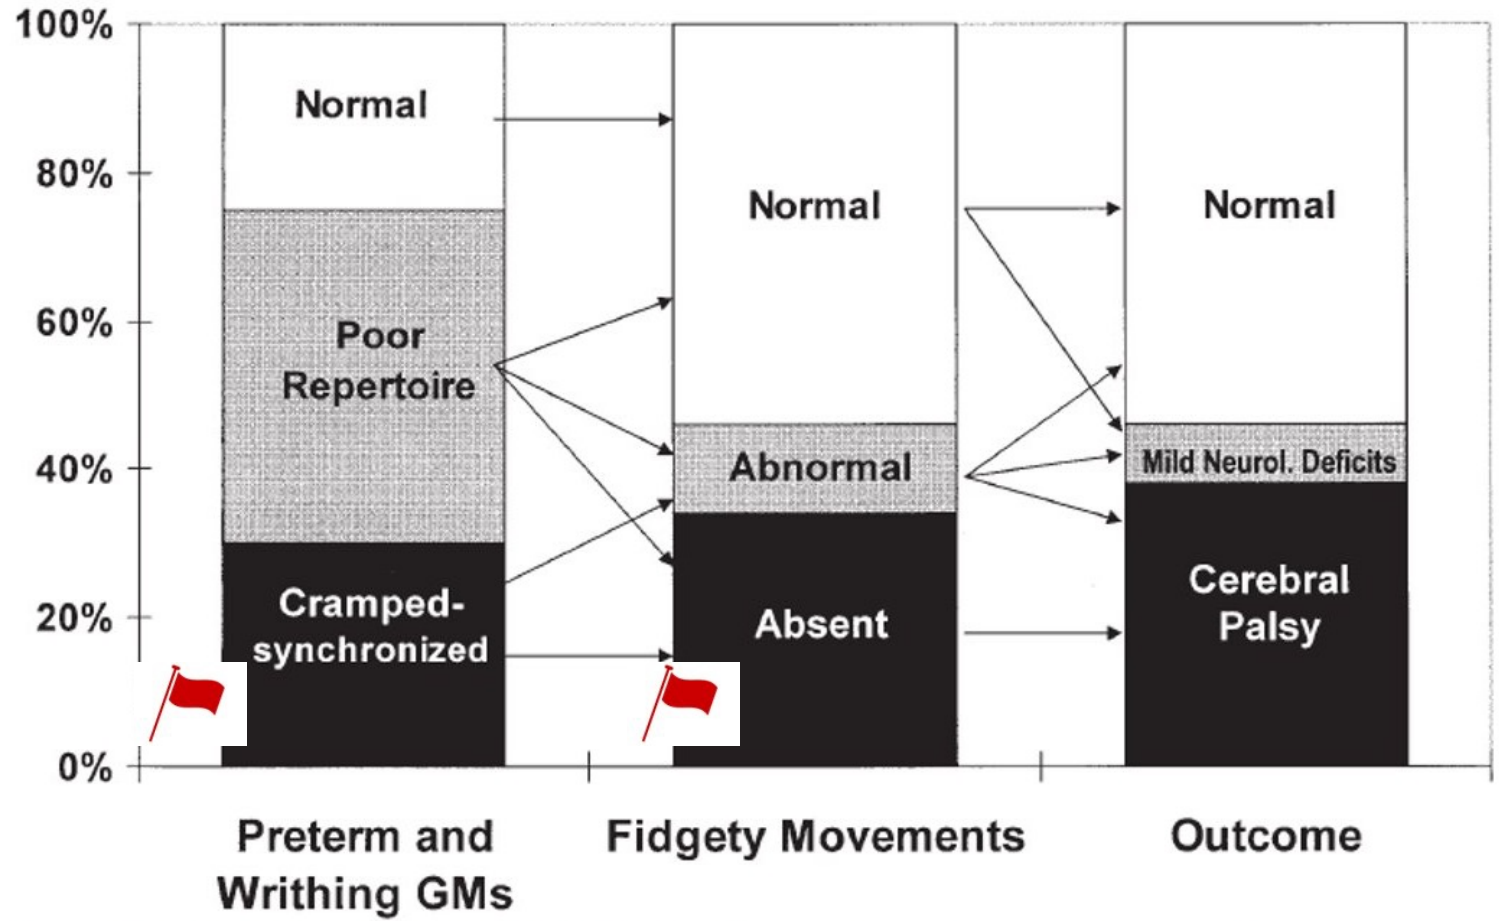 100%
80%
60%
40%
20%
0%
Normal
Poor
Repertoire
Cramped-
synchronized
Normal
Abnormal
Absent
Normal
Mild Neurol. Deficits
Cerebral
Palsy
Preterm and
Writhing GMs
Fidgety Movements
Outcome